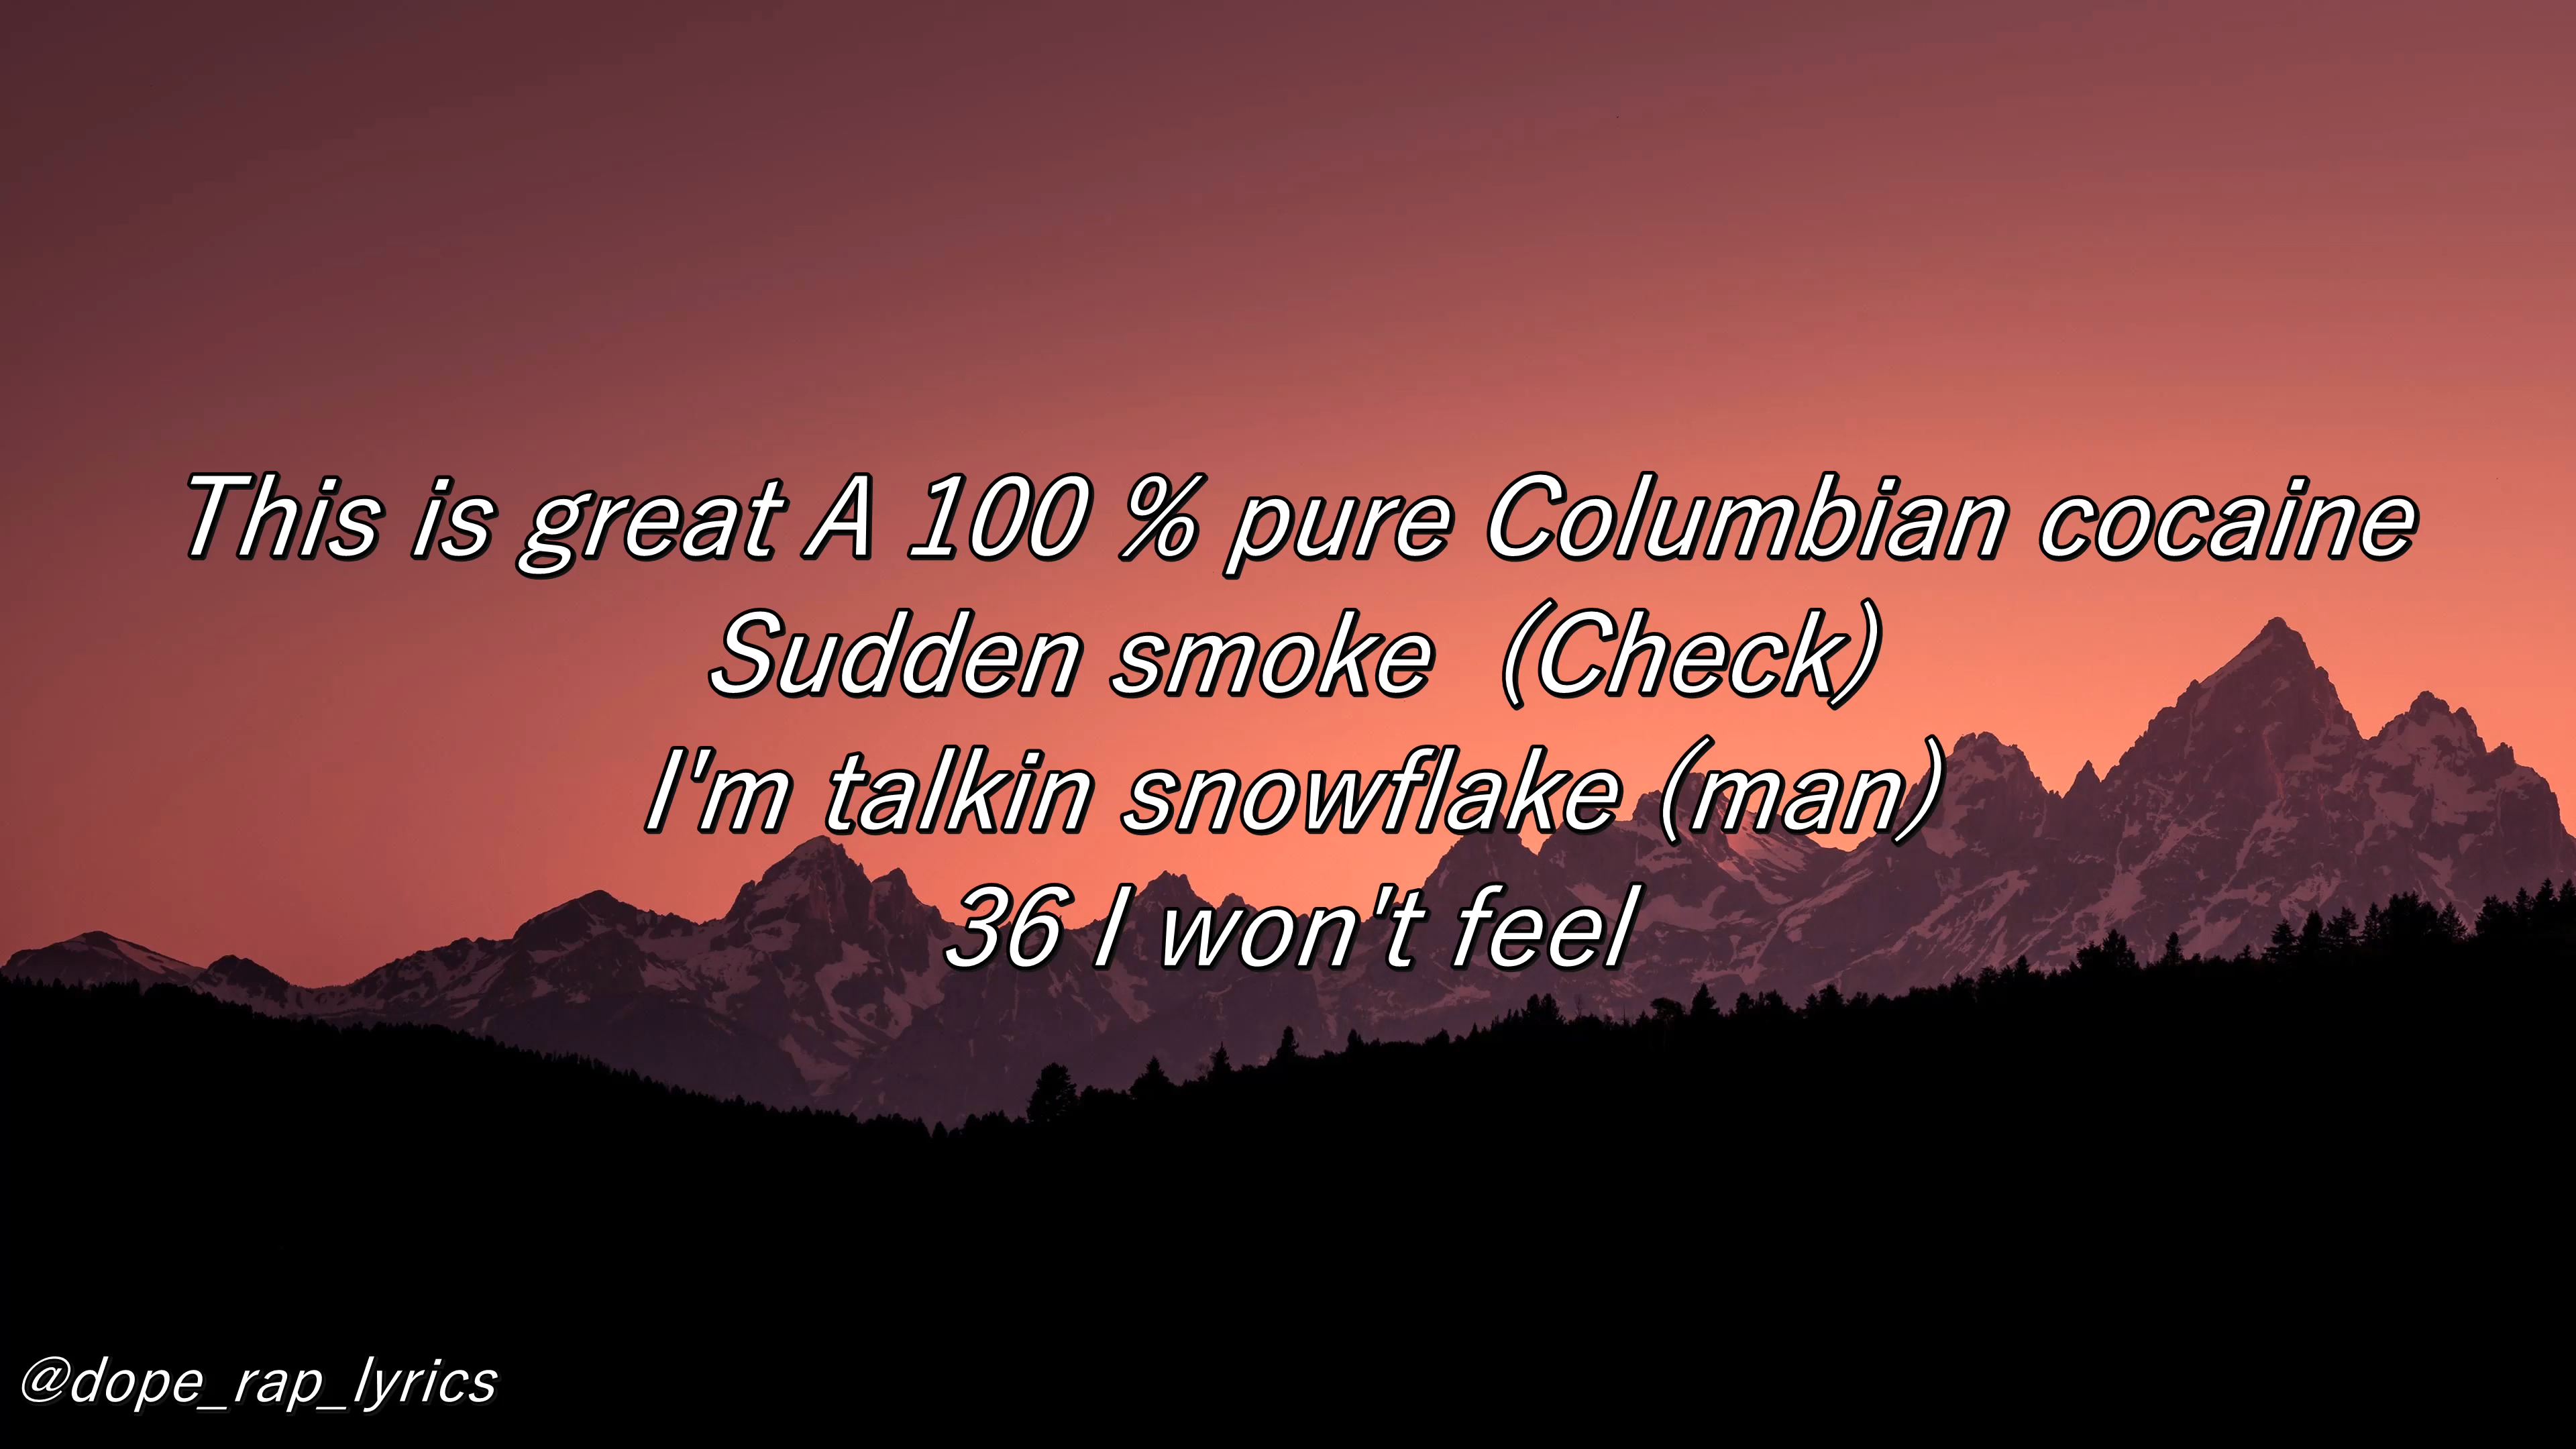 This is great A 100 % pure Columbian cocaine
Sudden smoke  (Check)
I'm talkin snowflake (man)
36 I won't feel
@dope_rap_lyrics